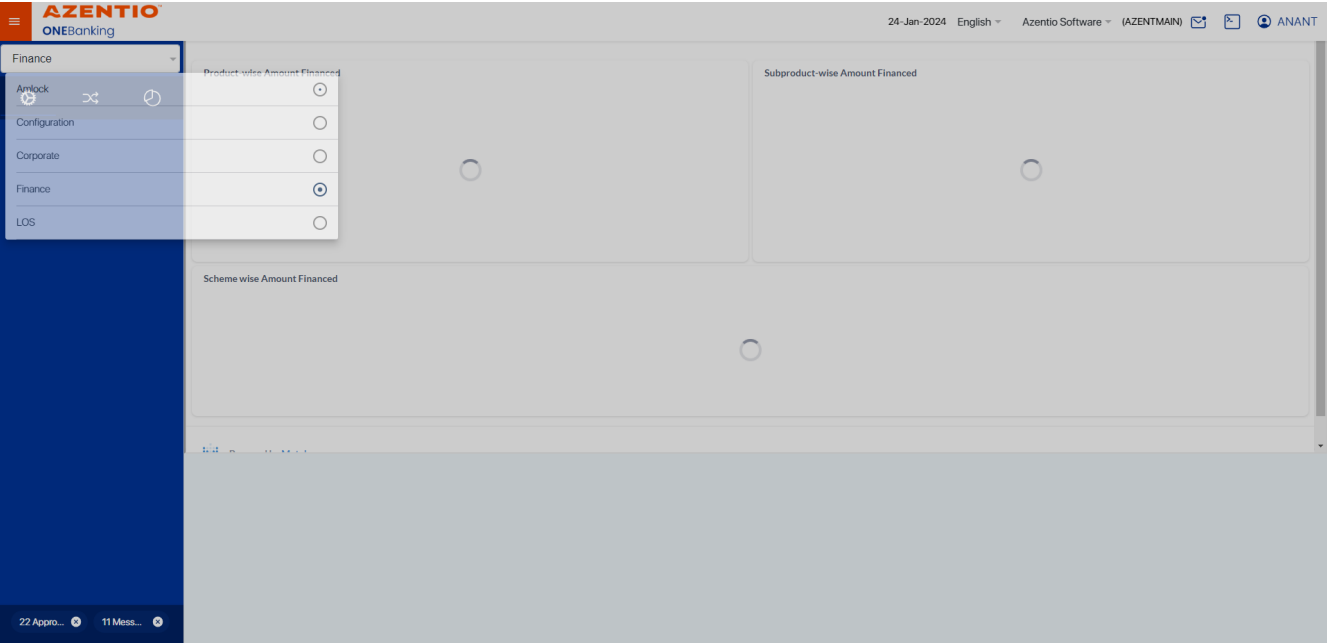 AZENTIO
ONEBanking
24-Jan-2024 English Azentio Software (AZENTMAIN) ANANT
Finance
Amlock
Configuration
Corporate
Finance
LOS
Product-wise Amount Financed
Subproduct-wise Amount Financed
Scheme wise Amount Financed
22 Appro...
11 Mess...